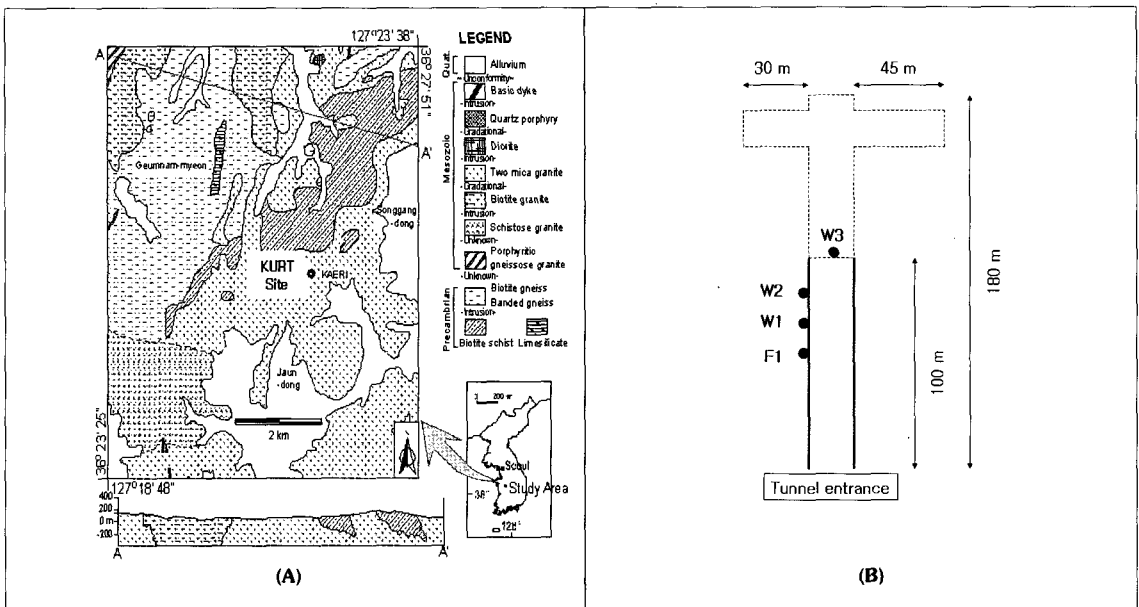 A
127° 23' 38"
36° 27' 51"
A'
Geumnam-myeon
Songgang
-dong
KURT
Site
KAERI
Jaun
-dong
2 km
36° 23' 25"
127° 18' 48"
400
200
0 m
-200
A
A'
LEGEND
Quat.
Alluvium
-Unconformity-
Basic dyke
-Intrusion-
Quartz porphyry
-Gradational-
Diorite
-Intrusion-
Two mica granite
-Gradational-
Biotite granite
-Intrusion-
Schistose granite
-Unknown-
Porphyritic
gneissose granite
-Unknown-
Mesozoic
Biotite gneiss
Banded gneiss
-Intrusion-
Biotite schist Limesilicate
Precambrian
200
Seoul
Study Area
38°
128°
(A)
30 m
45 m
W3
W2
W1
F1
100 m
180 m
Tunnel entrance
(B)